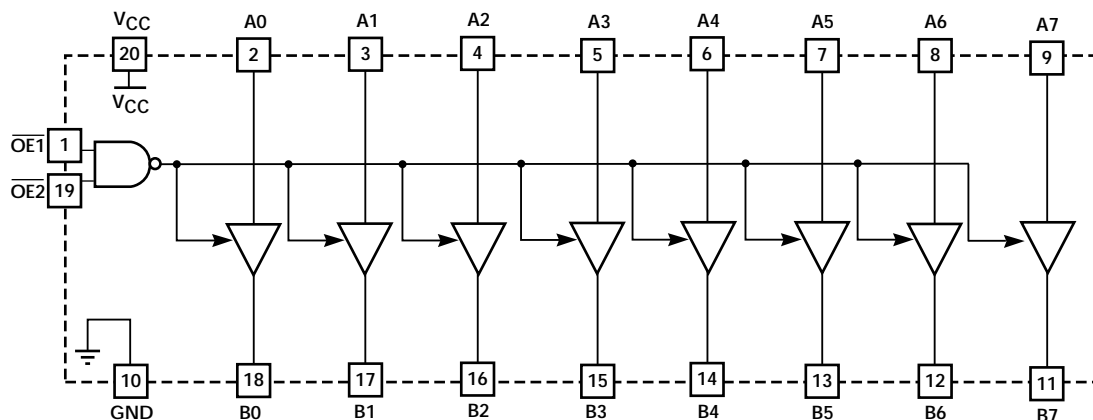 VCC A0 A1 A2 A3 A4 A5 A6 A7
20 2 3 4 5 6 7 8 9
VCC
OE1 1
OE2 19
10 18 17 16 15 14 13 12 11
GND B0 B1 B2 B3 B4 B5 B6 B7